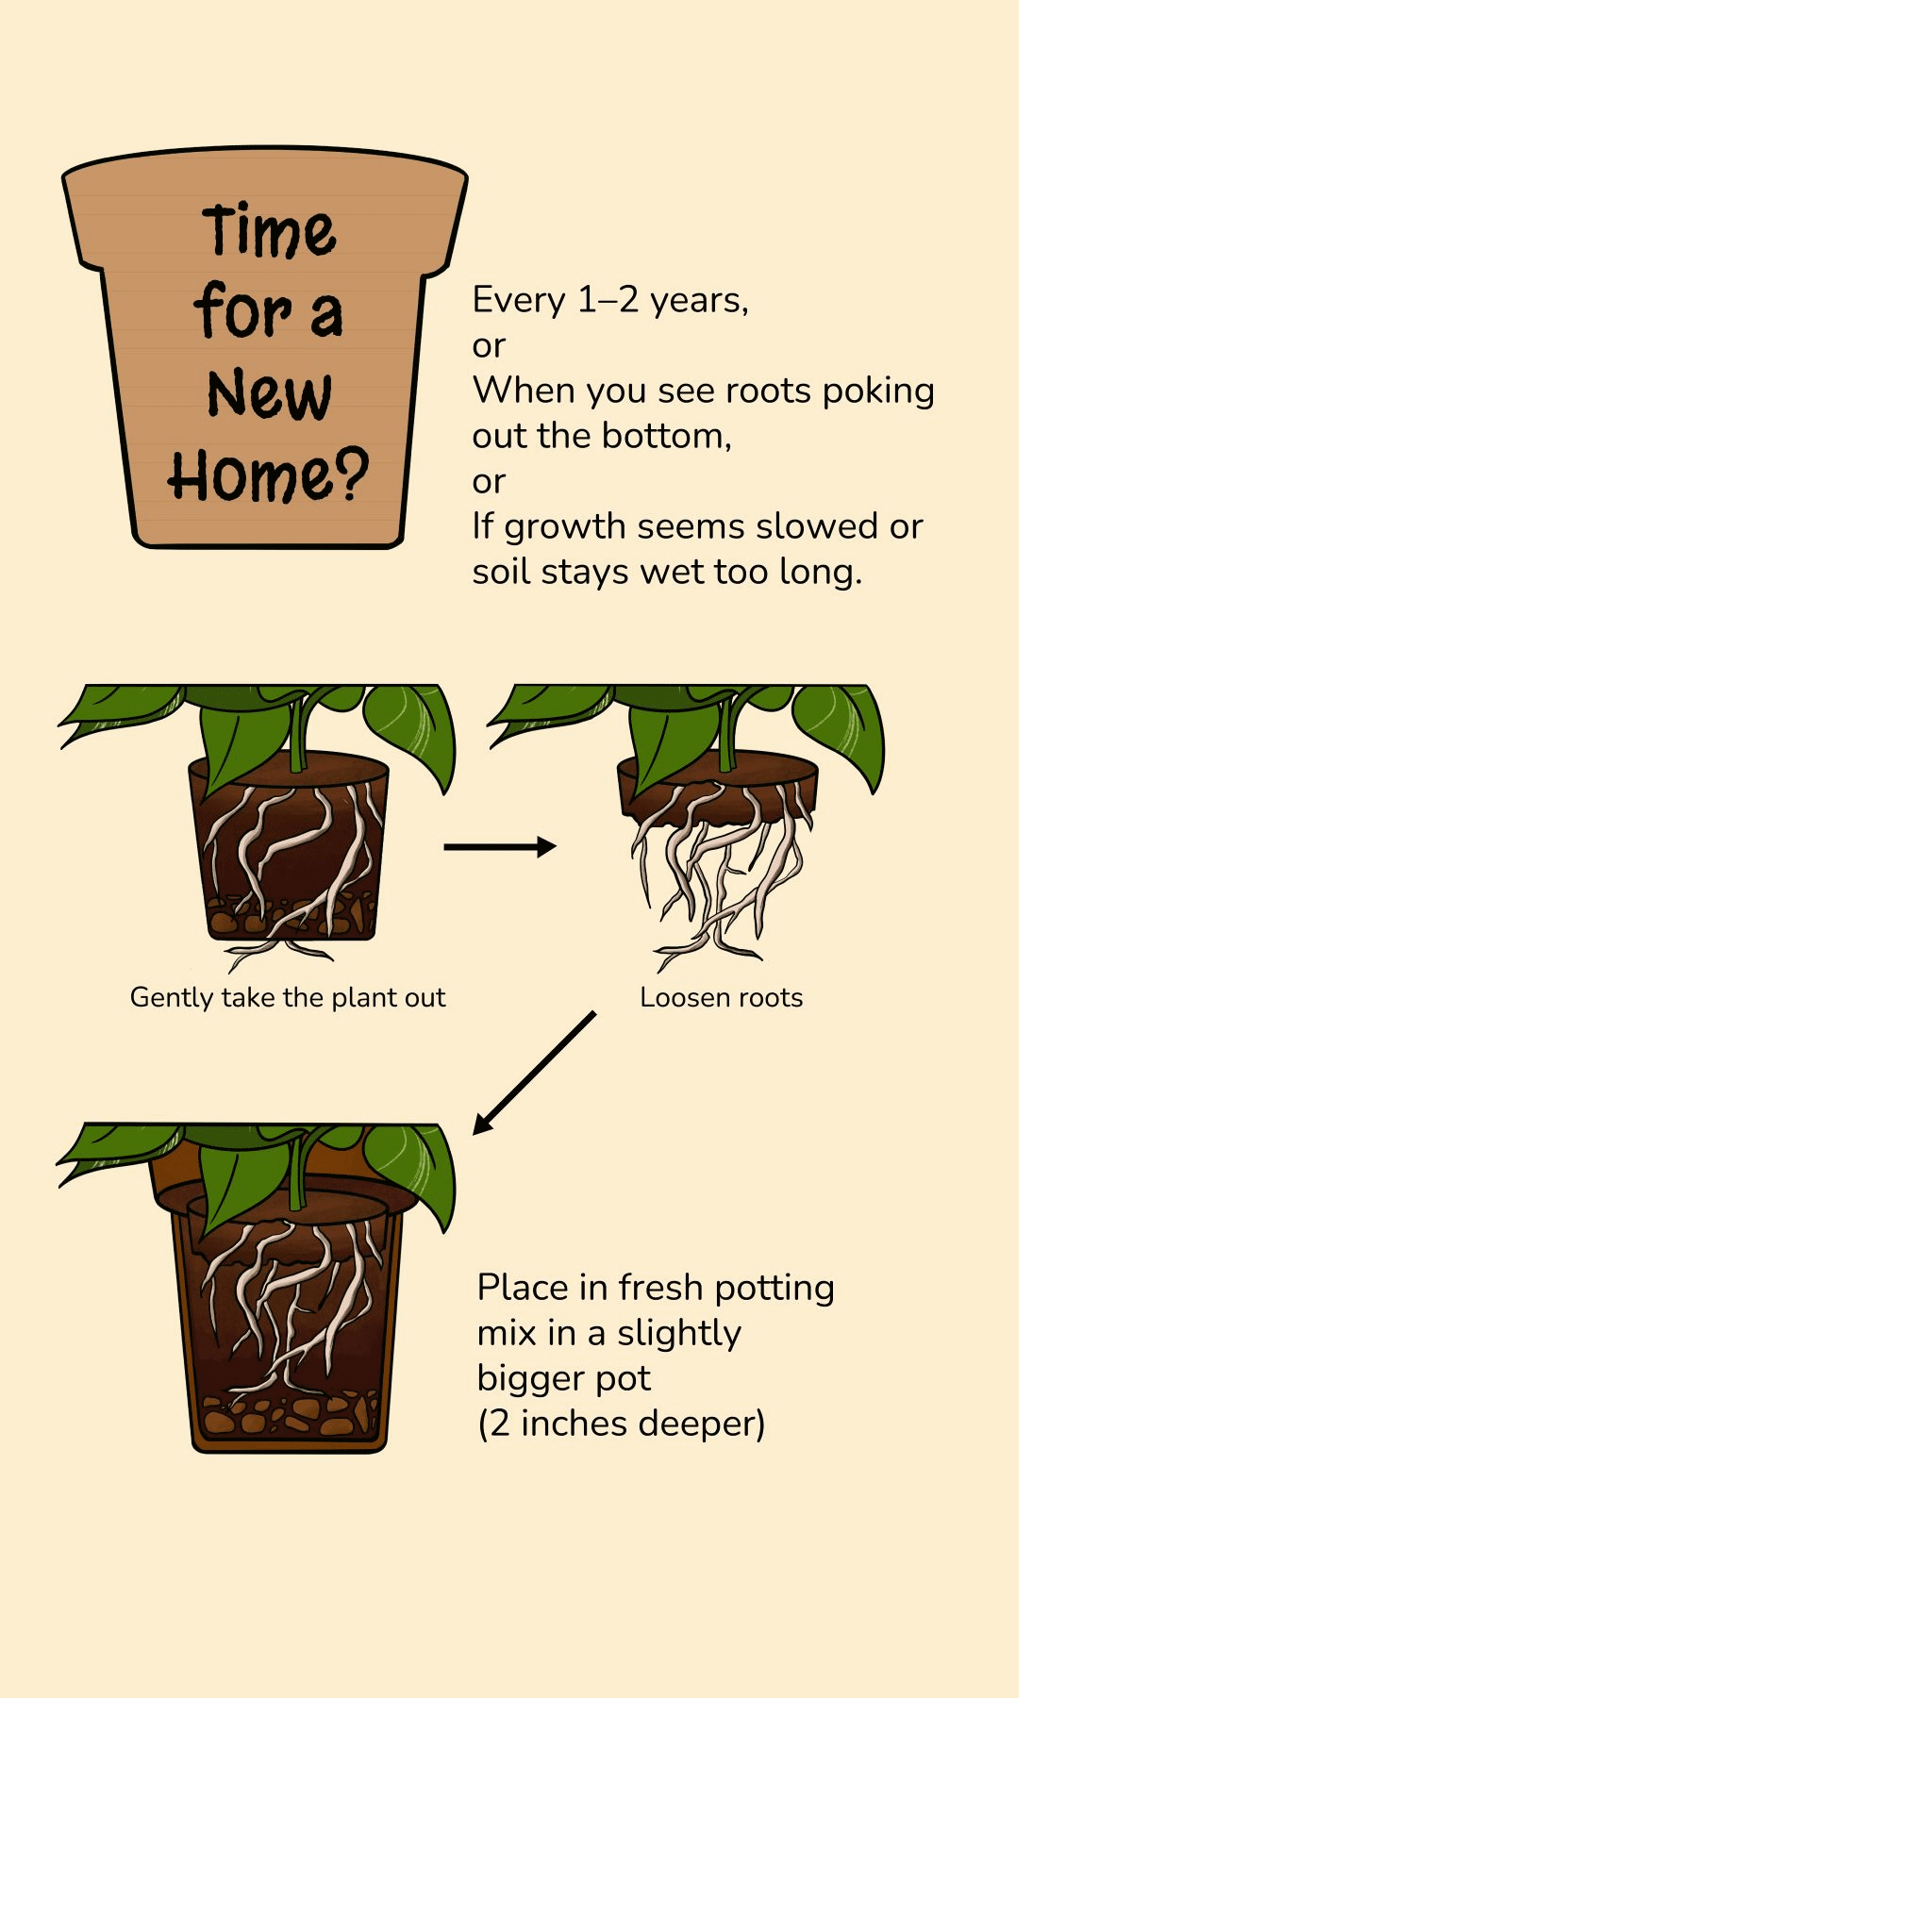 Time
for a
New
Home?
Every 1–2 years,
or
When you see roots poking
out the bottom,
or
If growth seems slowed or
soil stays wet too long.
Gently take the plant out
Loosen roots
Place in fresh potting
mix in a slightly
bigger pot
(2 inches deeper)